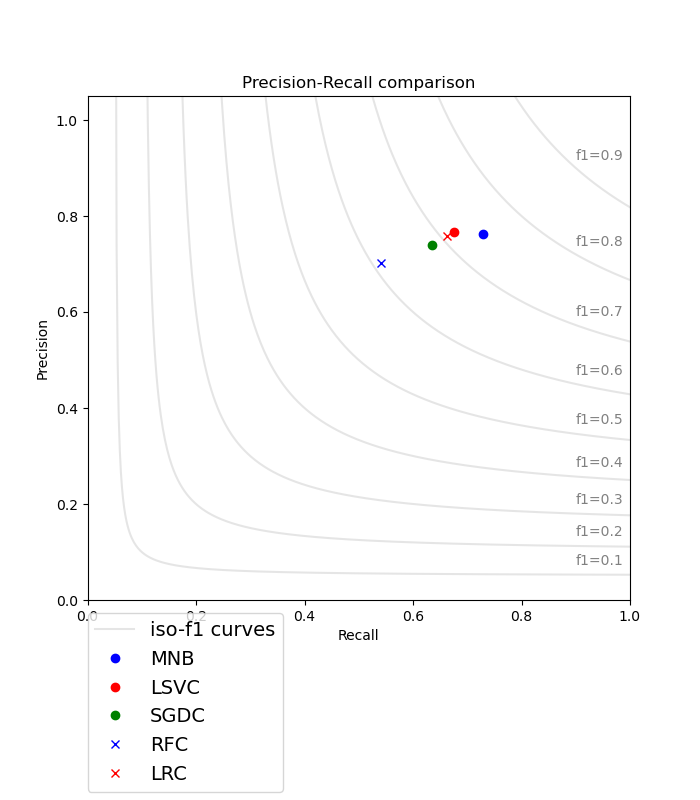 Precision-Recall comparison
1.0
0.8
0.6
0.4
0.2
0.0
Precision
f1=0.9
f1=0.8
f1=0.7
f1=0.6
f1=0.5
f1=0.4
f1=0.3
f1=0.2
f1=0.1
0.0 0.2 0.4 0.6 0.8 1.0
Recall
iso-f1 curves
MNB
LSVC
SGDC
RFC
LRC